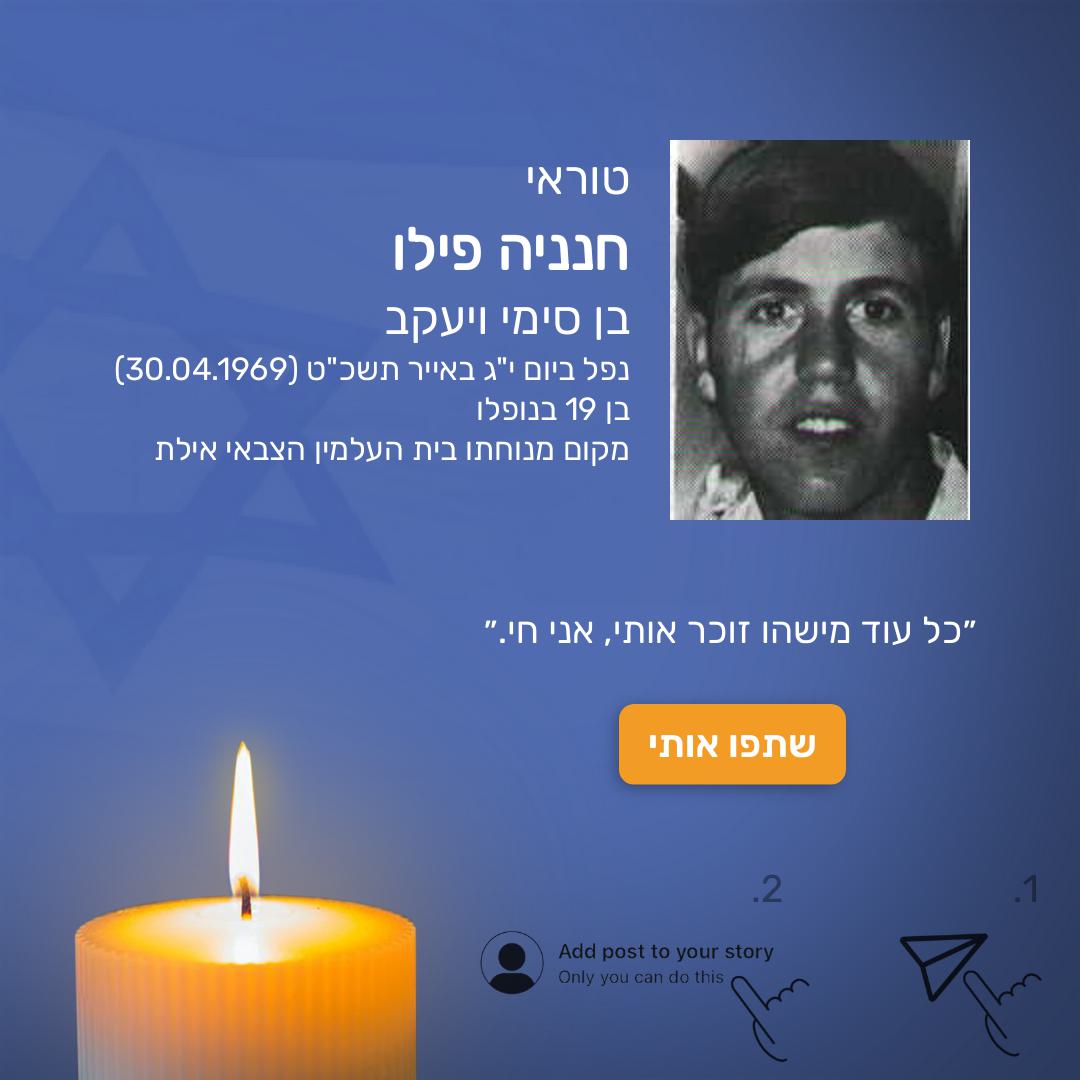 טוראי
חנניה פילו
בן סימי ויעקב
נפל ביום י"ג באייר תשכ"ט (30.04.1969)
בן 19 בנופלו
מקום מנוחתו בית העלמין הצבאי אילת
״כל עוד מישהו זוכר אותי, אני חי.״
שתפו אותי
1.
2.
Add post to your story
Only you can do this